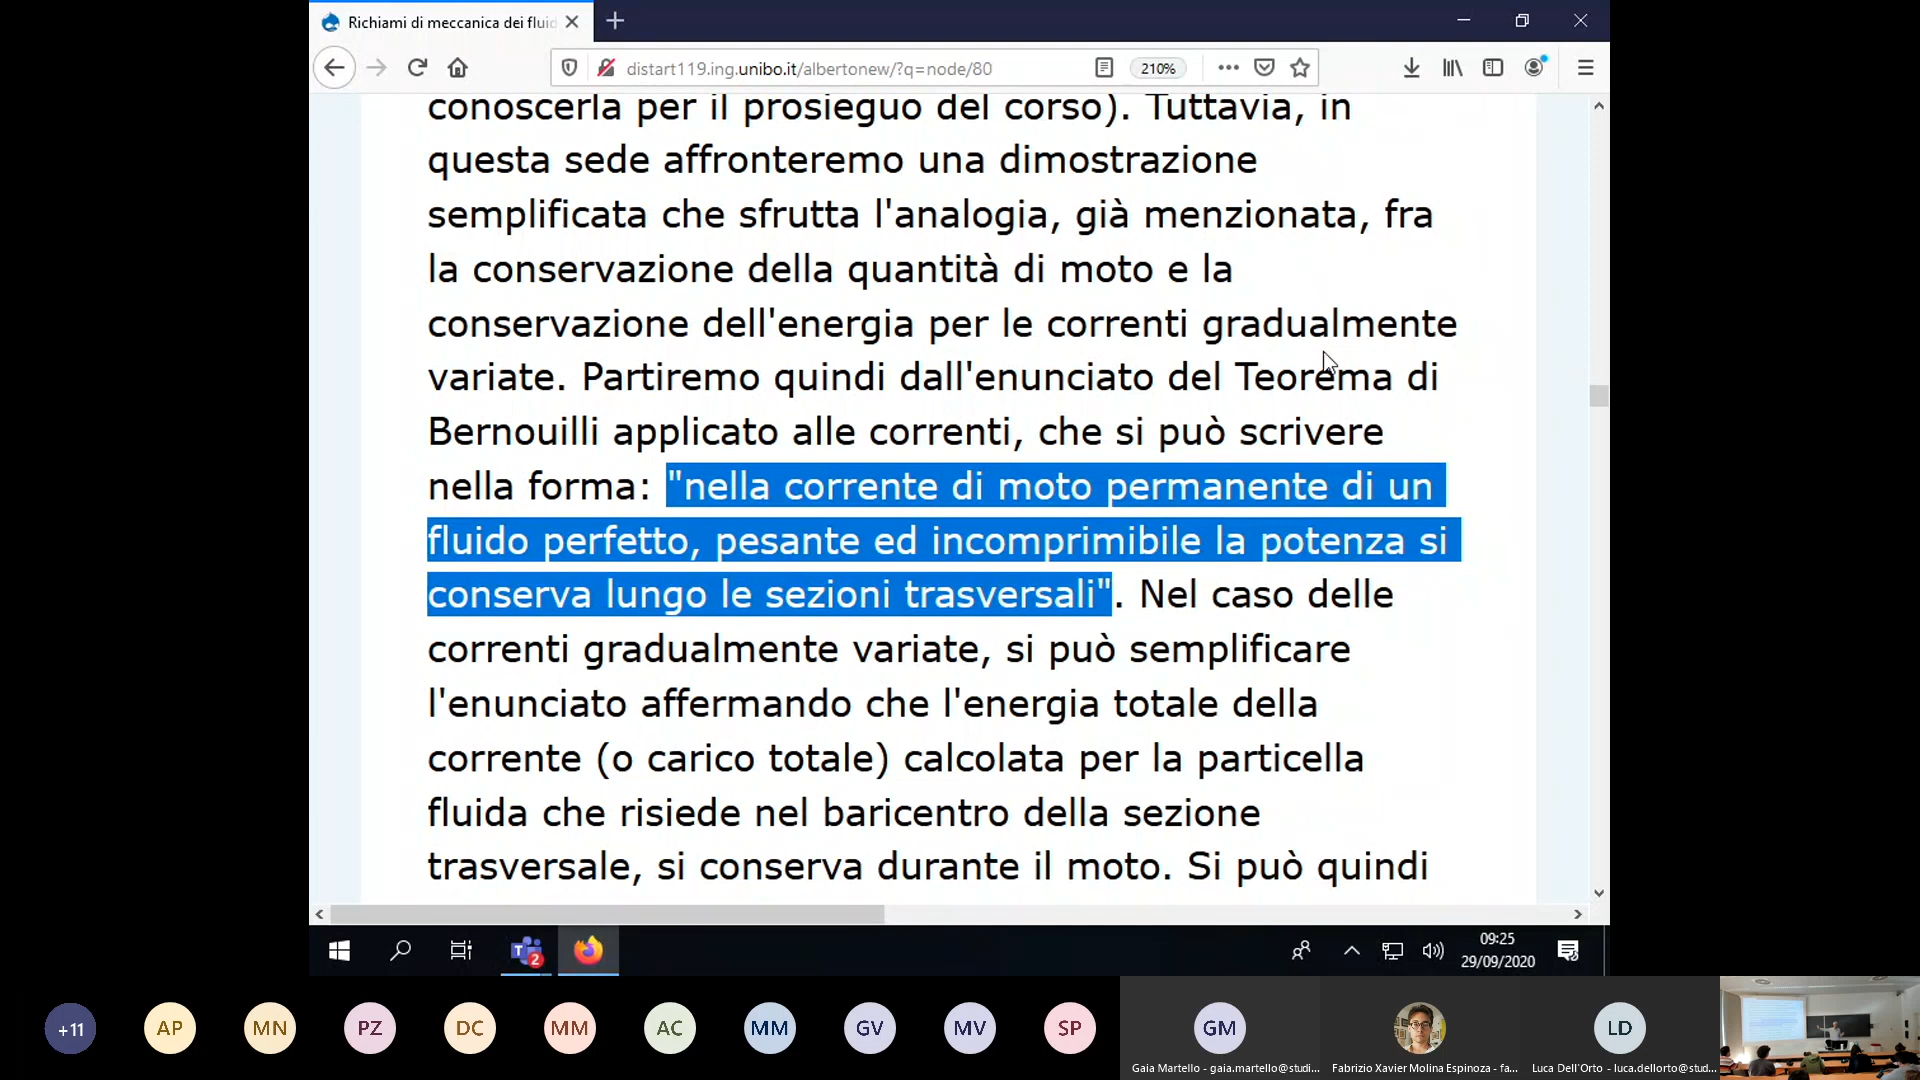 Richiami di meccanica dei fluid
distart119.ing.unibo.it/albertonew/?q=node/80
210%
conoscerla per il prosieguo del corso). Tuttavia, in
questa sede affronteremo una dimostrazione
semplificata che sfrutta l'analogia, già menzionata, fra
la conservazione della quantità di moto e la
conservazione dell'energia per le correnti gradualmente
variate. Partiremo quindi dall'enunciato del Teorema di
Bernouilli applicato alle correnti, che si può scrivere
nella forma: "nella corrente di moto permanente di un
fluido perfetto, pesante ed incomprimibile la potenza si
conserva lungo le sezioni trasversali". Nel caso delle
correnti gradualmente variate, si può semplificare
l'enunciato affermando che l'energia totale della
corrente (o carico totale) calcolata per la particella
fluida che risiede nel baricentro della sezione
trasversale, si conserva durante il moto. Si può quindi
T
2
09:25
29/09/2020
+11
AP
MN
PZ
DC
MM
AC
MM
GV
MV
SP
GM
LD
Gaia Martello - gaia.martello@studi...
Fabrizio Xavier Molina Espinoza - fa...
Luca Dell'Orto - luca.dellorto@stud...